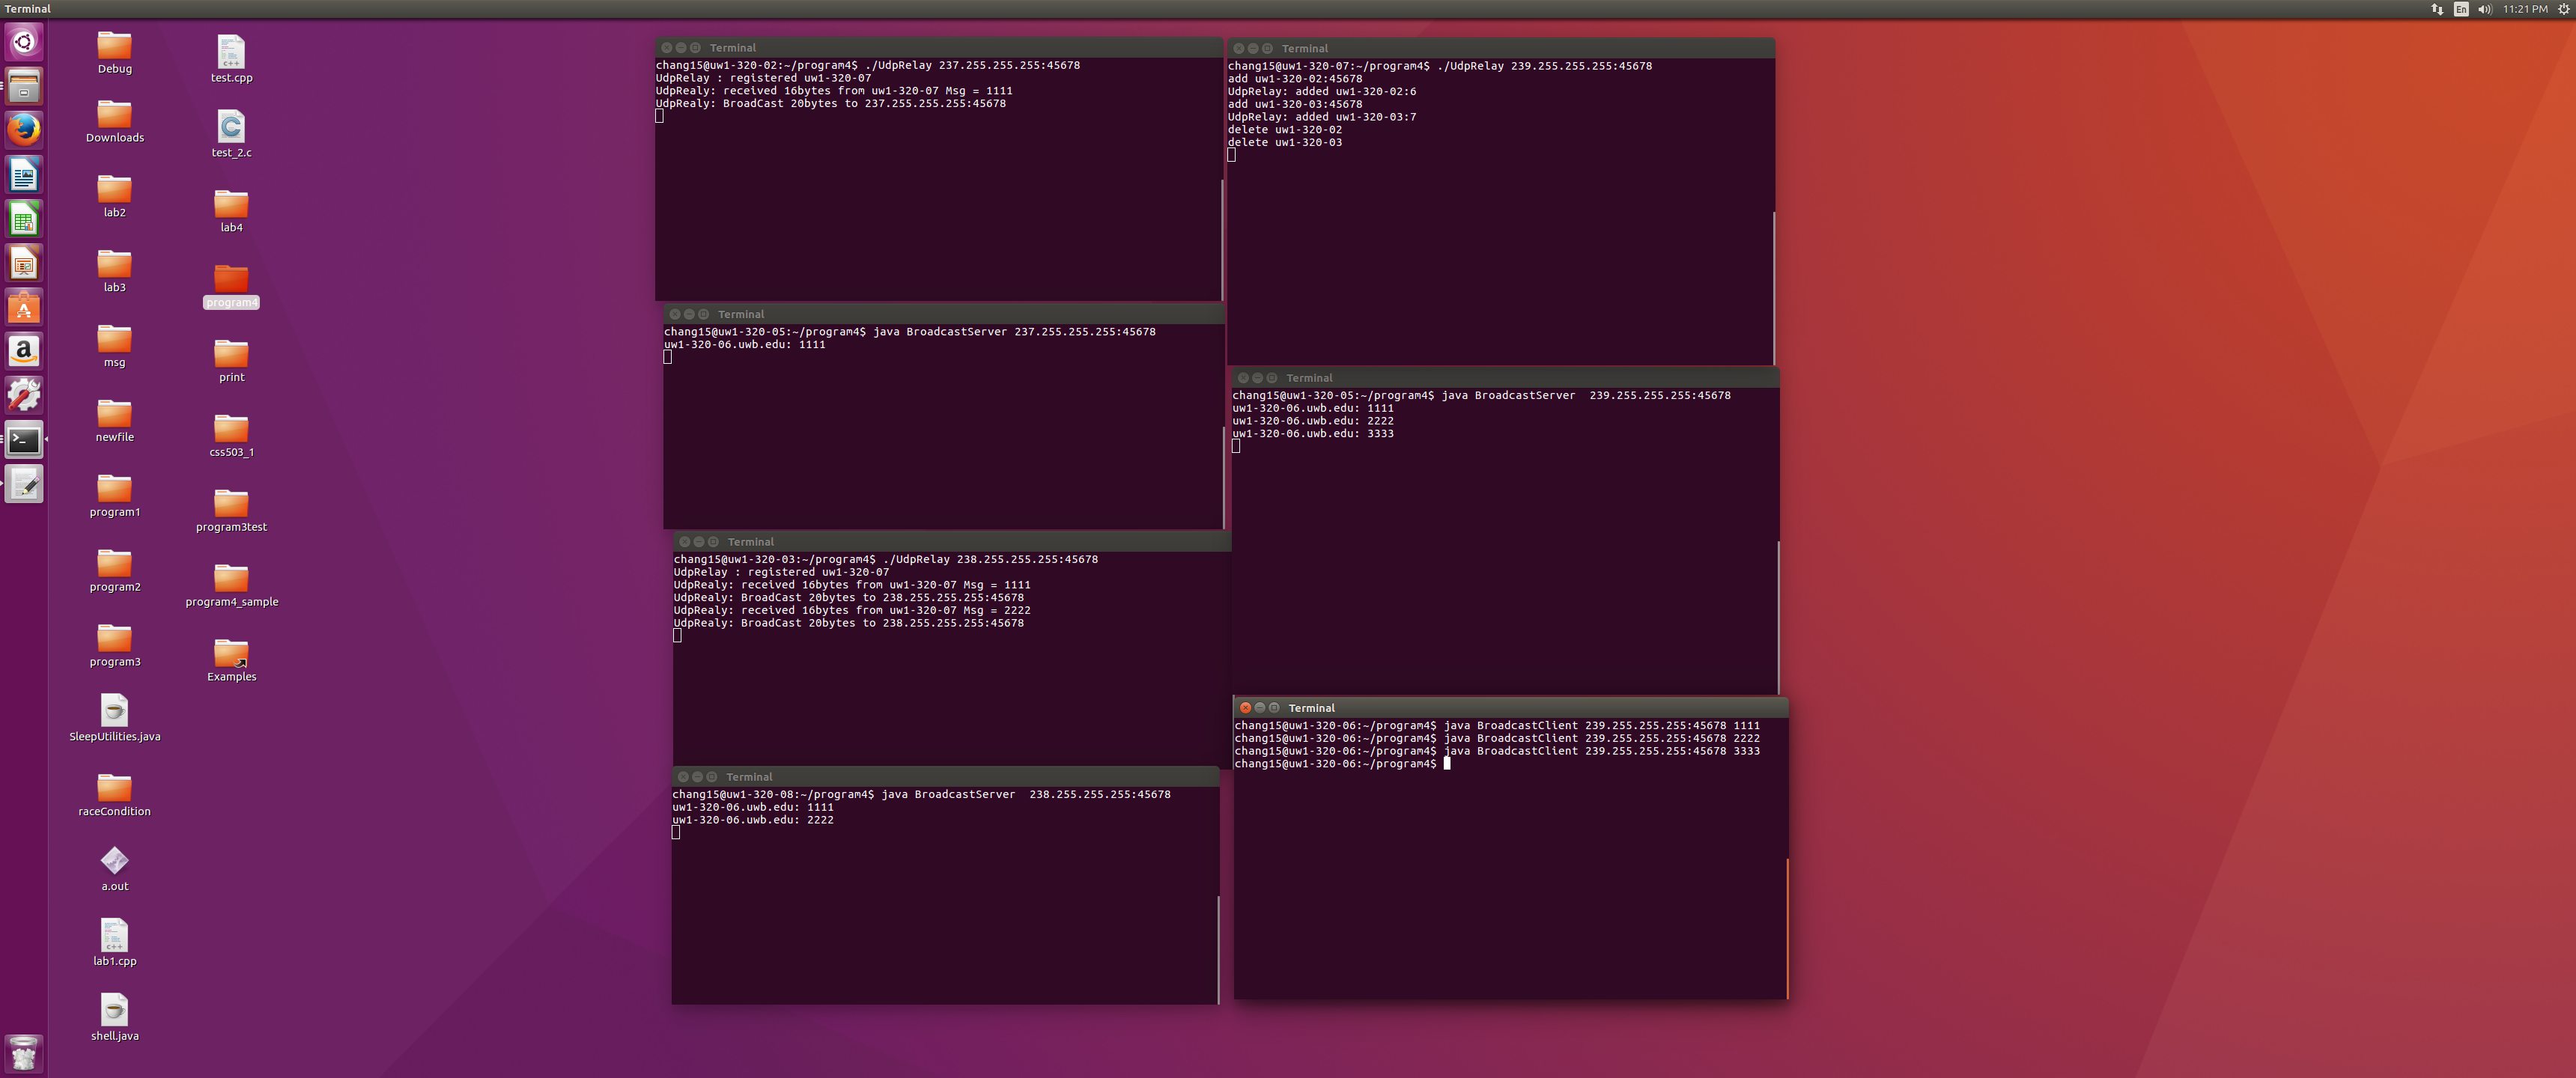 Terminal
En
11:21 PM
Debug
Downloads
lab2
lab3
msg
newfile
program1
program2
program3
SleepUtilities.java
raceCondition
a.out
C++
lab1.cpp
shell.java
C++
test.cpp
C
test_2.c
lab4
program4
print
css503_1
program3test
program4_sample
Examples
Terminal
chang15@uw1-320-02:~/program4$ ./UdpRelay 237.255.255.255:45678
UdpRelay : registered uw1-320-07
UdpRealy: received 16bytes from uw1-320-07 Msg = 1111
UdpRealy: BroadCast 20bytes to 237.255.255.255:45678
Terminal
chang15@uw1-320-07:~/program4$ ./UdpRelay 239.255.255.255:45678
add uw1-320-02:45678
UdpRelay: added uw1-320-02:6
add uw1-320-03:45678
UdpRelay: added uw1-320-03:7
delete uw1-320-02
delete uw1-320-03
Terminal
chang15@uw1-320-05:~/program4$ java BroadcastServer 237.255.255.255:45678
uw1-320-06.uwb.edu: 1111
Terminal
chang15@uw1-320-05:~/program4$ java BroadcastServer  239.255.255.255:45678
uw1-320-06.uwb.edu: 1111
uw1-320-06.uwb.edu: 2222
uw1-320-06.uwb.edu: 3333
Terminal
chang15@uw1-320-03:~/program4$ ./UdpRelay 238.255.255.255:45678
UdpRelay : registered uw1-320-07
UdpRealy: received 16bytes from uw1-320-07 Msg = 1111
UdpRealy: BroadCast 20bytes to 238.255.255.255:45678
UdpRealy: received 16bytes from uw1-320-07 Msg = 2222
UdpRealy: BroadCast 20bytes to 238.255.255.255:45678
Terminal
chang15@uw1-320-06:~/program4$ java BroadcastClient 239.255.255.255:45678 1111
chang15@uw1-320-06:~/program4$ java BroadcastClient 239.255.255.255:45678 2222
chang15@uw1-320-06:~/program4$ java BroadcastClient 239.255.255.255:45678 3333
chang15@uw1-320-06:~/program4$
Terminal
chang15@uw1-320-08:~/program4$ java BroadcastServer  238.255.255.255:45678
uw1-320-06.uwb.edu: 1111
uw1-320-06.uwb.edu: 2222